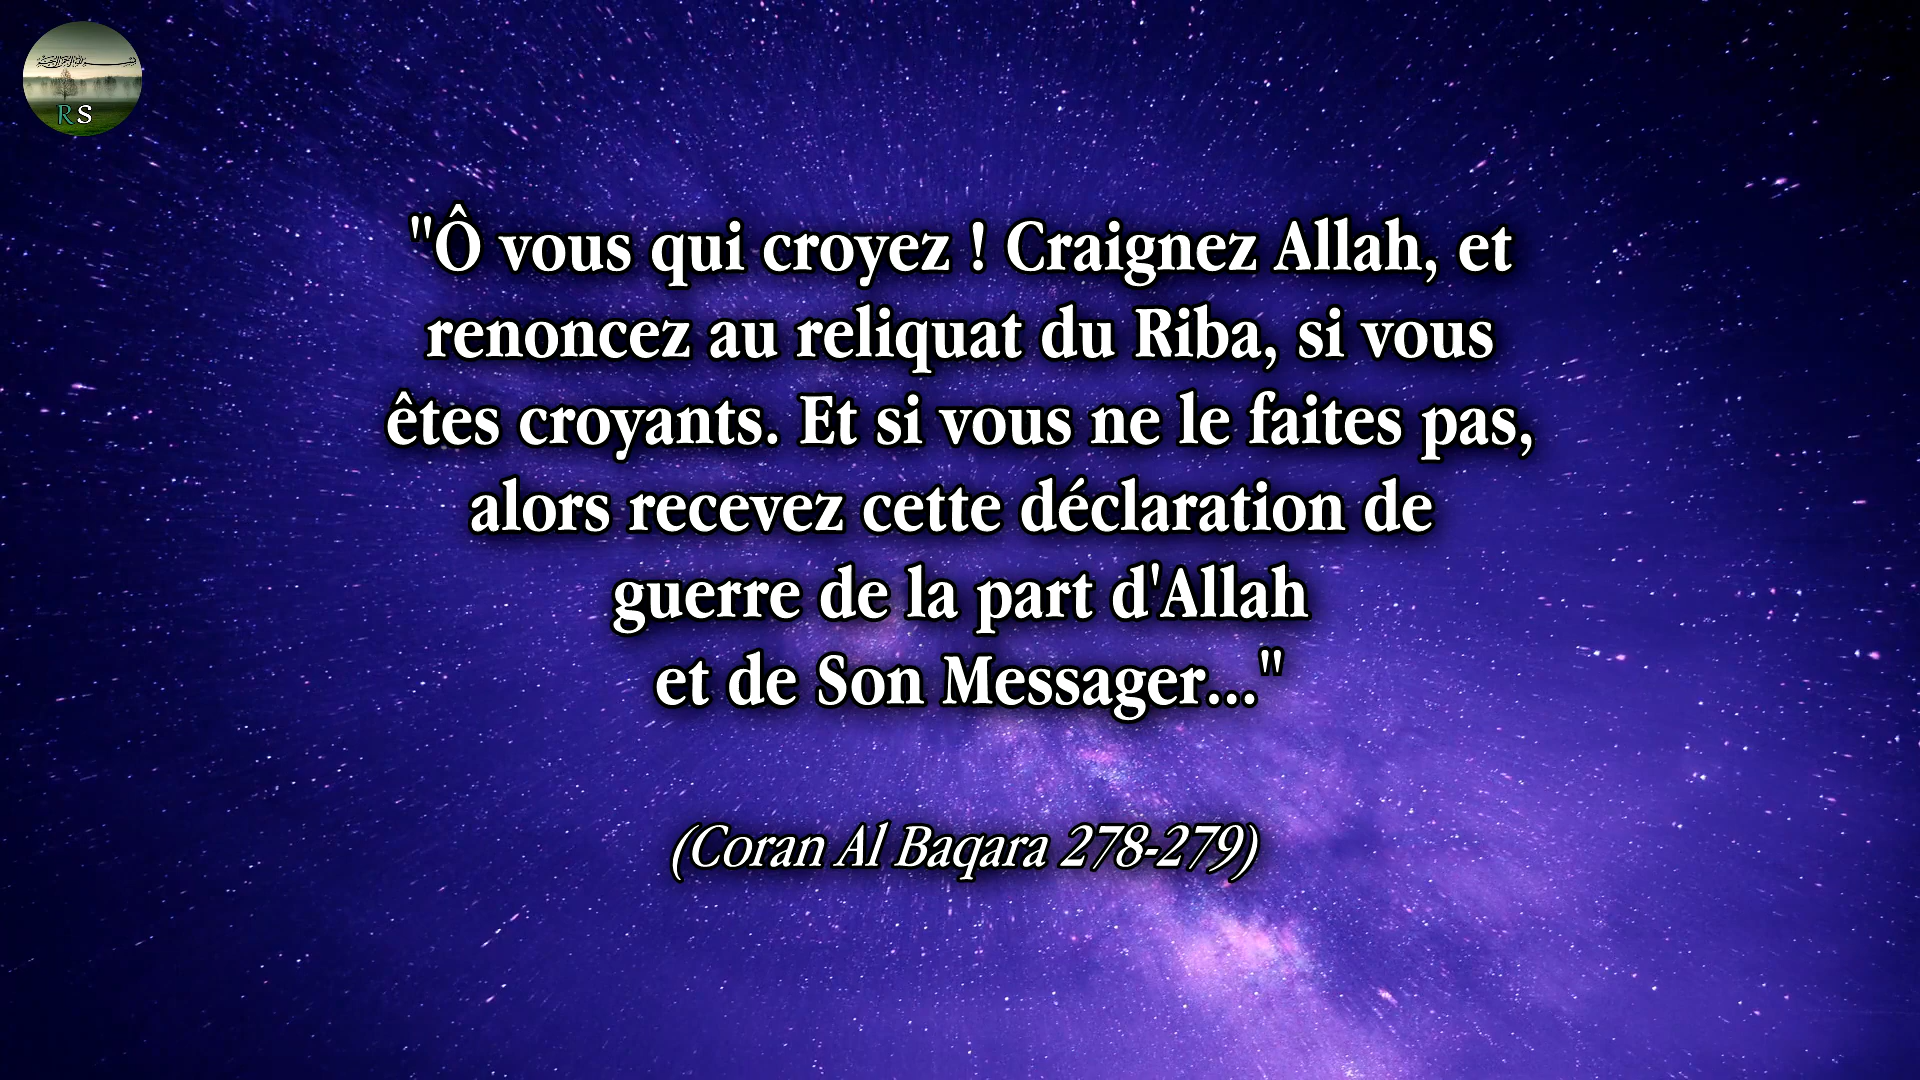 RS
"Ô vous qui croyez ! Craignez Allah, et
renoncez au reliquat du Riba, si vous
êtes croyants. Et si vous ne le faites pas,
alors recevez cette déclaration de
guerre de la part d'Allah
et de Son Messager..."
(Coran Al Baqara 278-279)